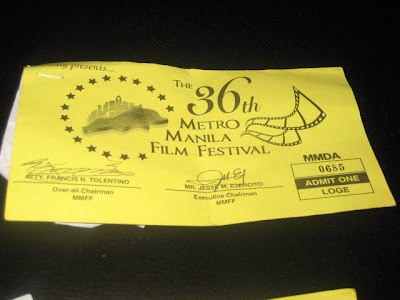 presents...
THE 36th
METRO
MANILA
FILM FESTIVAL
ATTY. FRANCIS N. TOLENTINO
Over-all Chairman
MMFF
MR. JESSE M. EJERCITO
Executive Chairman
MMFF
MMDA
0685
ADMIT ONE
LOGE